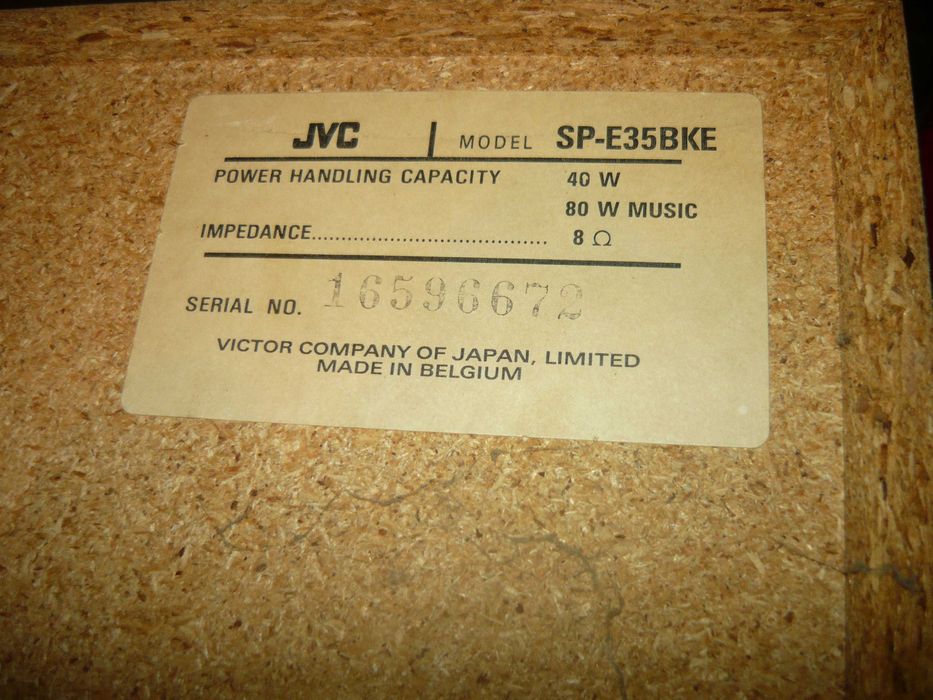 JVC | MODEL SP-E35BKE
POWER HANDLING CAPACITY 40 W
80 W MUSIC
IMPEDANCE........................................ 8 Ω
SERIAL NO. 16596672
VICTOR COMPANY OF JAPAN, LIMITED
MADE IN BELGIUM